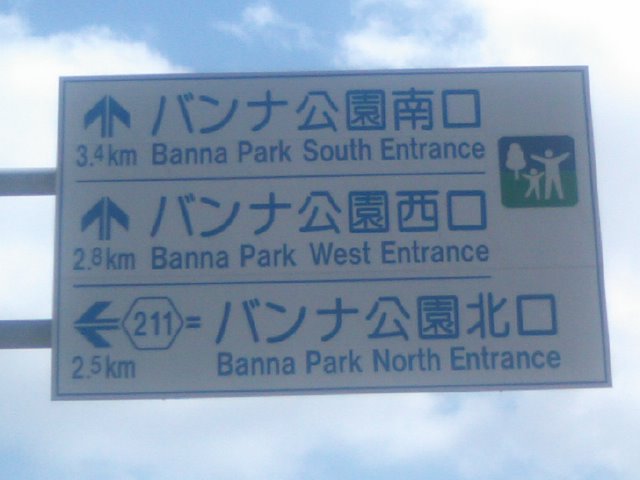 バンナ公園南口
3.4km Banna Park South Entrance
バンナ公園西口
2.8km Banna Park West Entrance
211 = バンナ公園北口
2.5km Banna Park North Entrance